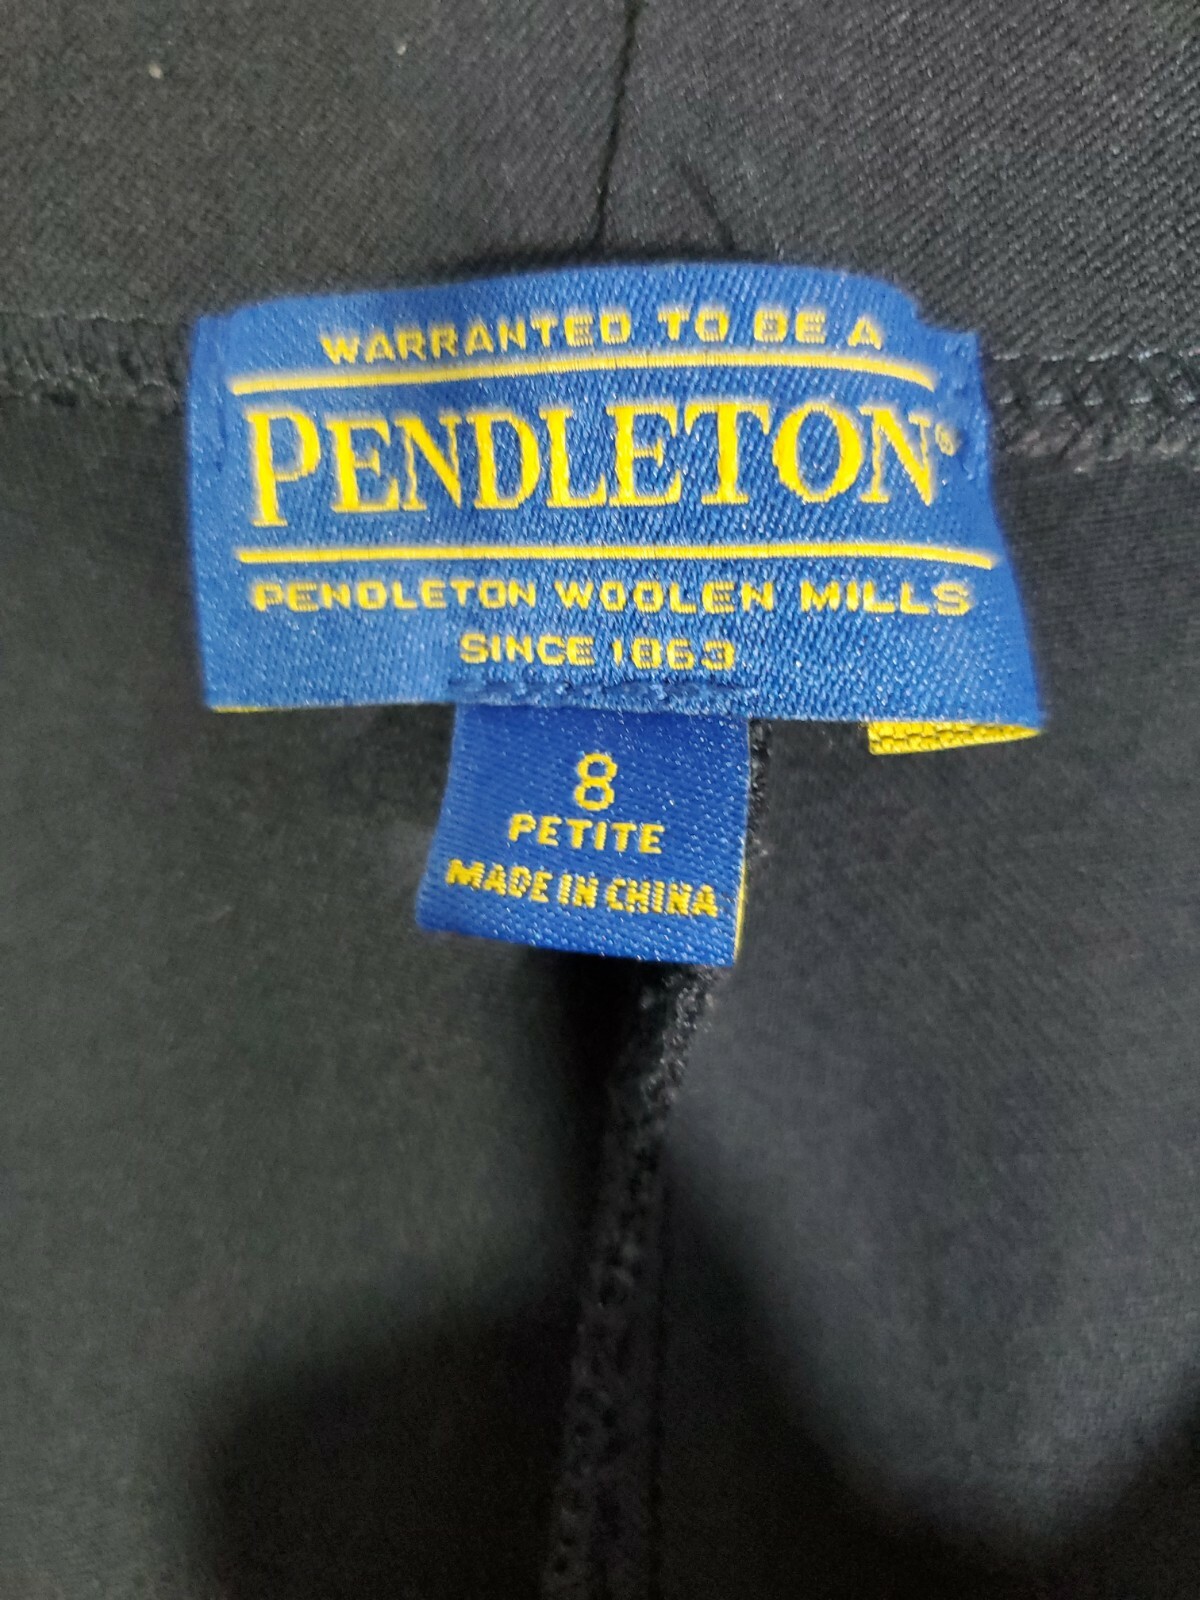 WARRANTED TO BE A
PENDLETON®
PENDLETON WOOLEN MILLS
SINCE 1863
8
PETITE
MADE IN CHINA